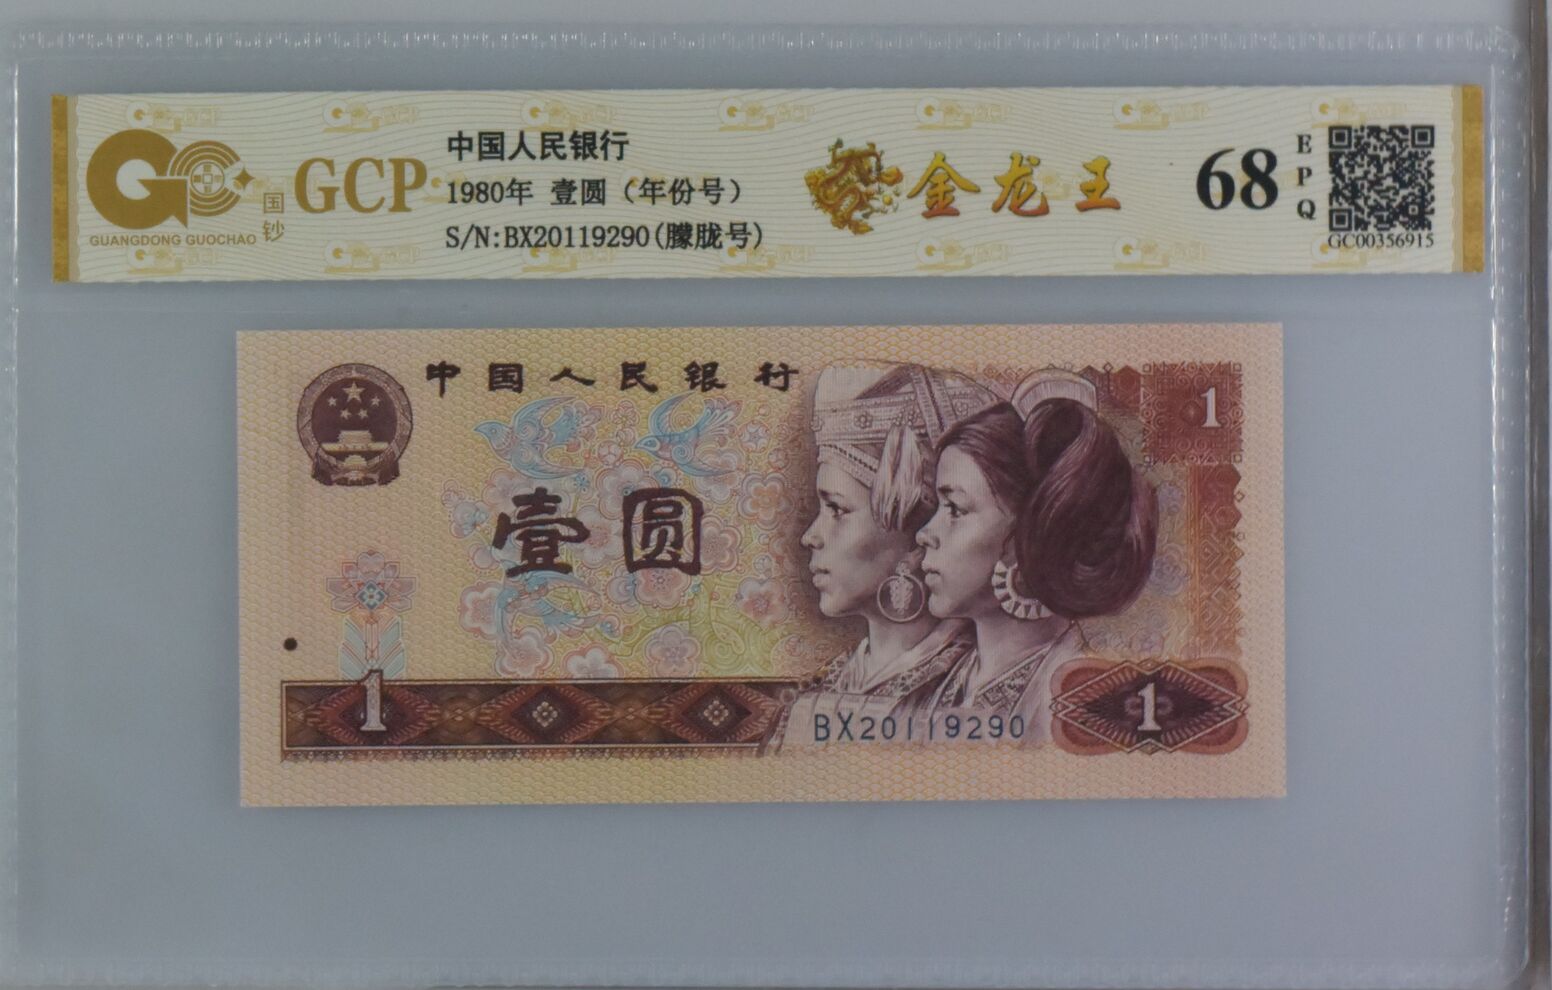 GC
GUANGDONG GUOCHAO
国钞
GCP
中国人民银行
1980年 壹圆（年份号）
S/N:BX20119290(朦胧号)
金龙王
68
EPQ
GC00356915
中国人民银行
1
壹圆
1
BX20119290
1